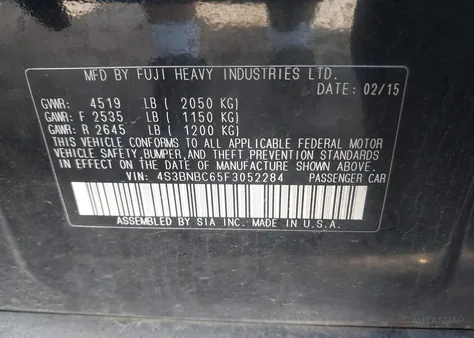 MFD BY FUJI HEAVY INDUSTRIES LTD.
DATE: 02/15
GVWR: 4519 LB ( 2050 KG)
GAWR: F 2535 LB ( 1150 KG)
GAWR: R 2645 LB ( 1200 KG)
THIS VEHICLE CONFORMS TO ALL APPLICABLE FEDERAL MOTOR
VEHICLE SAFETY, BUMPER, AND THEFT PREVENTION STANDARDS
IN EFFECT ON THE DATE OF MANUFACTURE SHOWN ABOVE.
VIN: 4S3BNBC65F3052284 PASSENGER CAR
ASSEMBLED BY SIA INC. MADE IN U.S.A.
AUTOSNAP